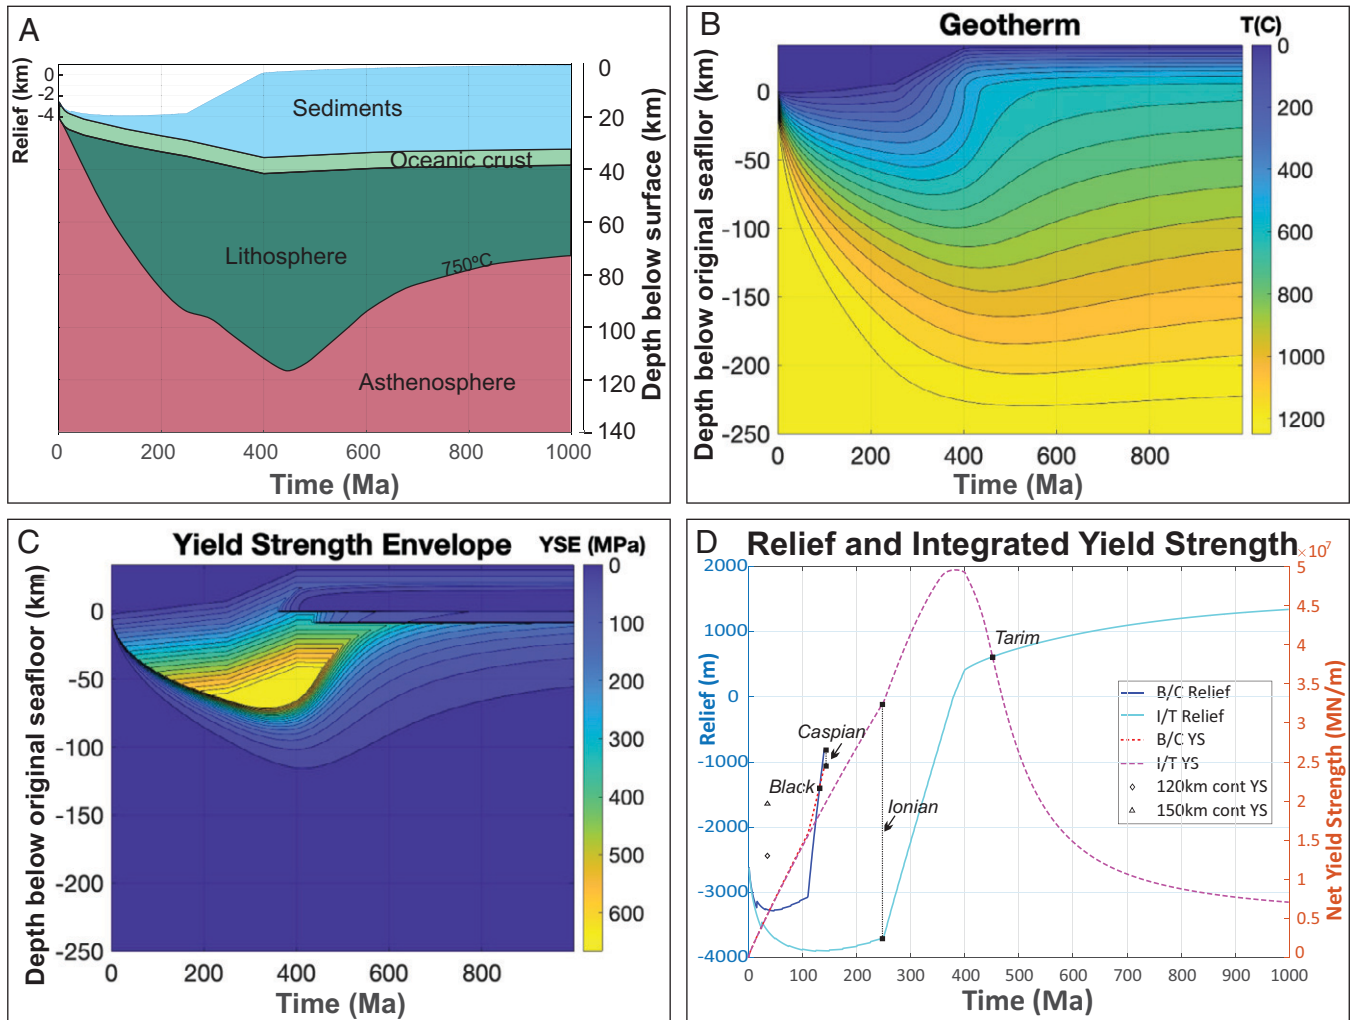 A
Relief (km)
0
-2
-4
Sediments
Oceanic crust
Lithosphere
750ºC
Asthenosphere
0
20
40
60
80
100
120
140
Depth below surface (km)
0 200 400 600 800 1000
Time (Ma)
B
Geotherm
T(C)
Depth below original seafllor (km)
0
-50
-100
-150
-200
-250
0 200 400 600 800
Time (Ma)
0
200
400
600
800
1000
1200
C
Yield Strength Envelope
YSE (MPa)
Depth below original seafloor (km)
0
-50
-100
-150
-200
-250
0 200 400 600 800
Time (Ma)
0
100
200
300
400
500
600
D
Relief and Integrated Yield Strength
×10⁷
Relief (m)
2000
1000
0
-1000
-2000
-3000
-4000
Tarim
Caspian
Black
Ionian
B/C Relief
I/T Relief
B/C YS
I/T YS
120km cont YS
150km cont YS
5
4.5
4
3.5
3
2.5
2
1.5
1
0.5
0
Net Yield Strength (MN/m)
0 100 200 300 400 500 600 700 800 900 1000
Time (Ma)